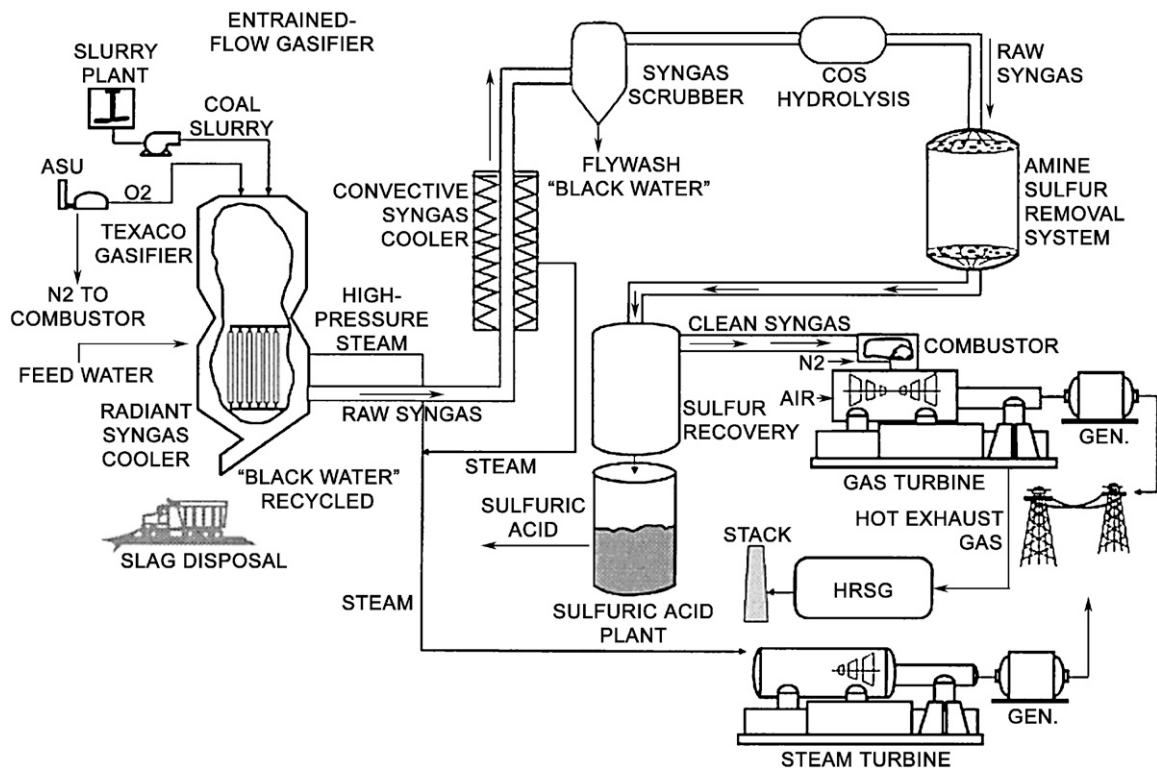 ENTRAINED-
FLOW GASIFIER
SLURRY
PLANT
COAL
SLURRY
ASU
O2
TEXACO
GASIFIER
N2 TO
COMBUSTOR
FEED WATER
RADIANT
SYNGAS
COOLER
"BLACK WATER"
RECYCLED
SLAG DISPOSAL
HIGH-
PRESSURE
STEAM
RAW SYNGAS
CONVECTIVE
SYNGAS
COOLER
STEAM
STEAM
SYNGAS
SCRUBBER
FLYWASH
"BLACK WATER"
COS
HYDROLYSIS
RAW
SYNGAS
AMINE
SULFUR
REMOVAL
SYSTEM
CLEAN SYNGAS
SULFUR
RECOVERY
SULFURIC
ACID
SULFURIC ACID
PLANT
COMBUSTOR
N2
AIR
GEN.
GAS TURBINE
HOT EXHAUST
GAS
STACK
HRSG
GEN.
STEAM TURBINE